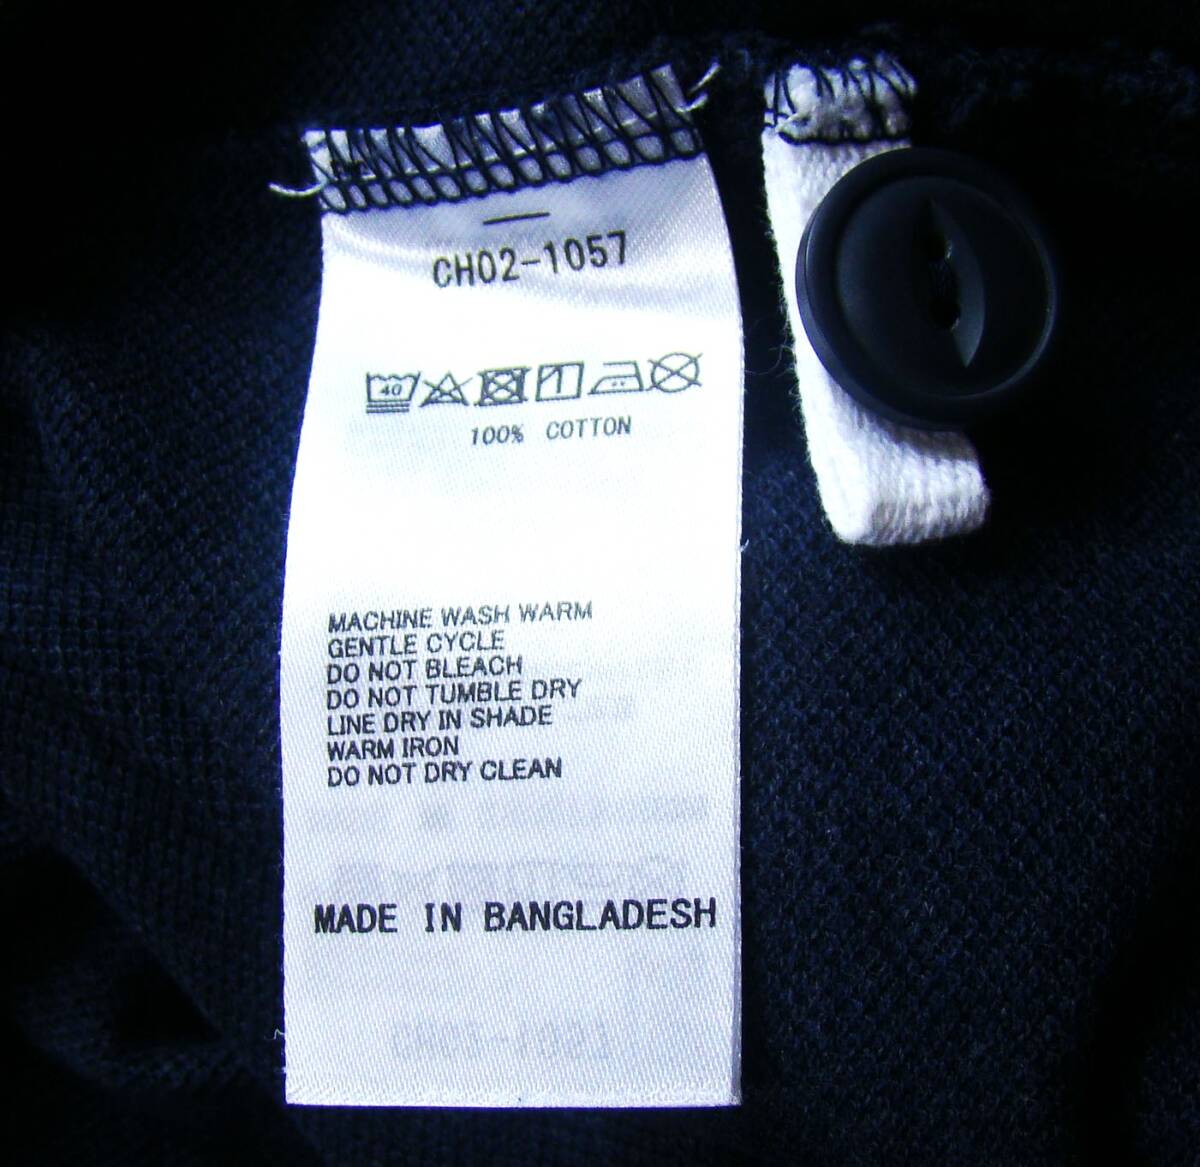 CH02-1057
40
100% COTTON
MACHINE WASH WARM
GENTLE CYCLE
DO NOT BLEACH
DO NOT TUMBLE DRY
LINE DRY IN SHADE
WARM IRON
DO NOT DRY CLEAN
MADE IN BANGLADESH